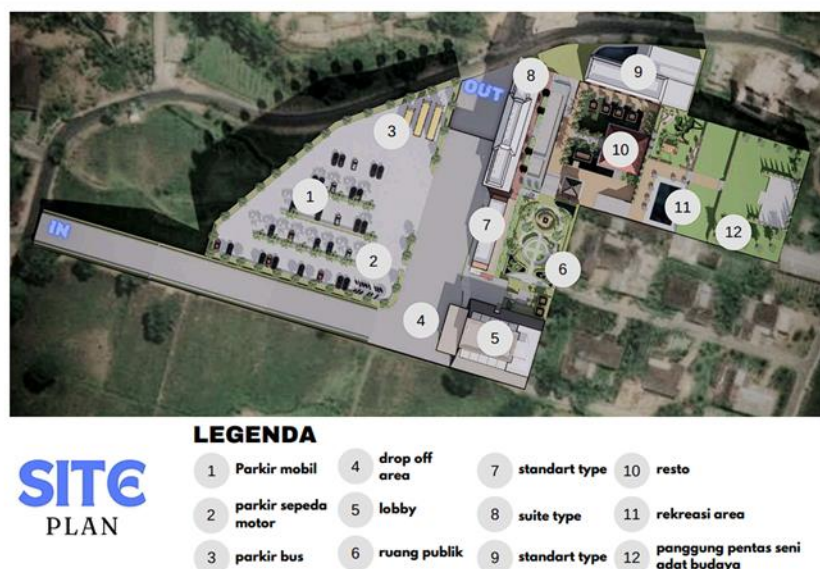 OUT
8
9
3
10
1
11
7
12
IN
2
6
4
5
LEGENDA
SITE
PLAN
1 Parkir mobil
2 parkir sepeda
motor
3 parkir bus
4 drop off
area
5 lobby
6 ruang publik
7 standart type
8 suite type
9 standart type
10 resto
11 rekreasi area
12 panggung pentas seni
adat budaya